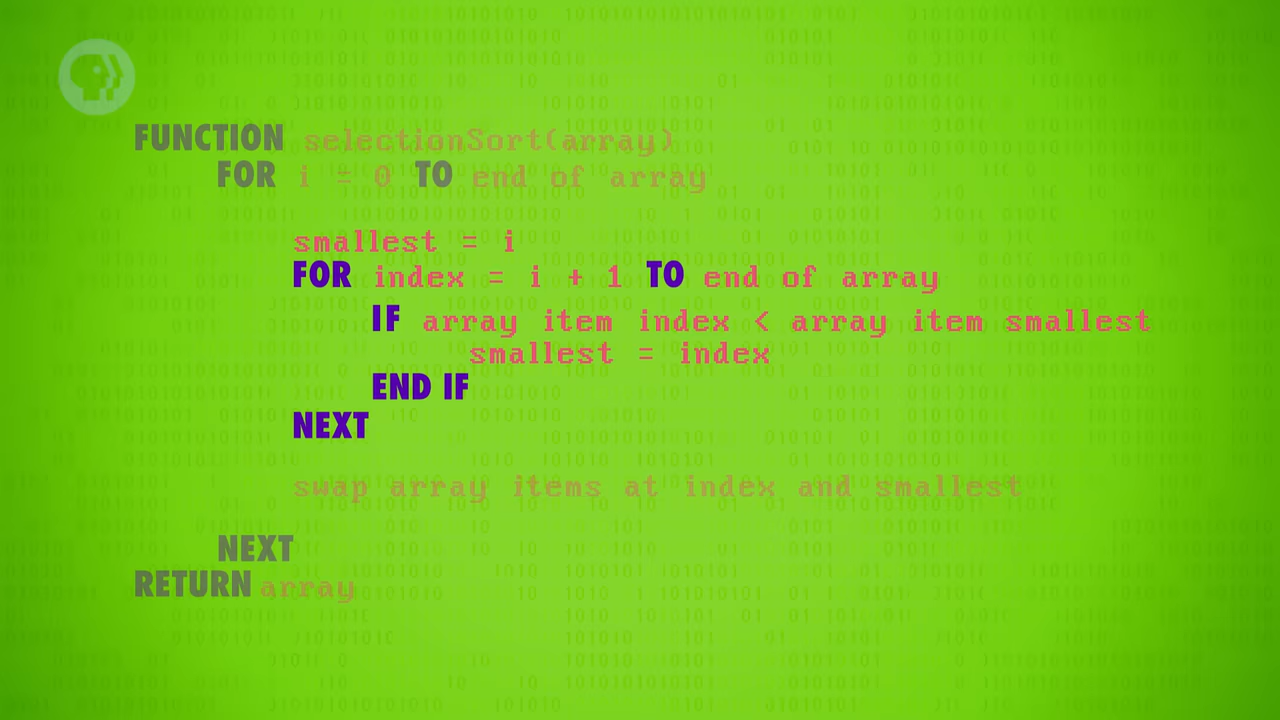 FUNCTION selectionSort(array)
FOR i = 0 TO end of array
smallest = i
FOR index = i + 1 TO end of array
IF array item index < array item smallest
smallest = index
END IF
NEXT
swap array items at index and smallest
NEXT
RETURN array